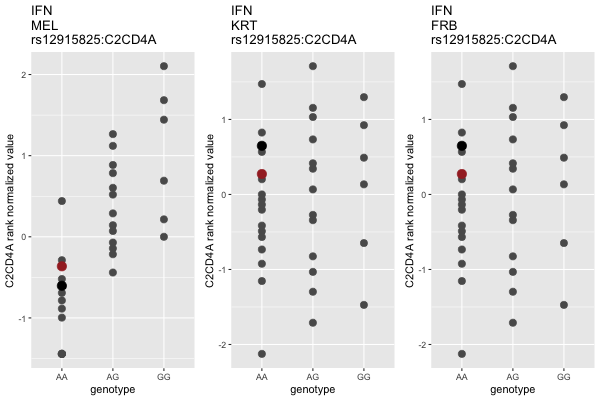 IFN
MEL
rs12915825:C2CD4A
C2CD4A rank normalized value
2
1
0
-1
AA
AG
GG
genotype
IFN
KRT
rs12915825:C2CD4A
C2CD4A rank normalized value
1
0
-1
-2
AA
AG
GG
genotype
IFN
FRB
rs12915825:C2CD4A
C2CD4A rank normalized value
1
0
-1
-2
AA
AG
GG
genotype